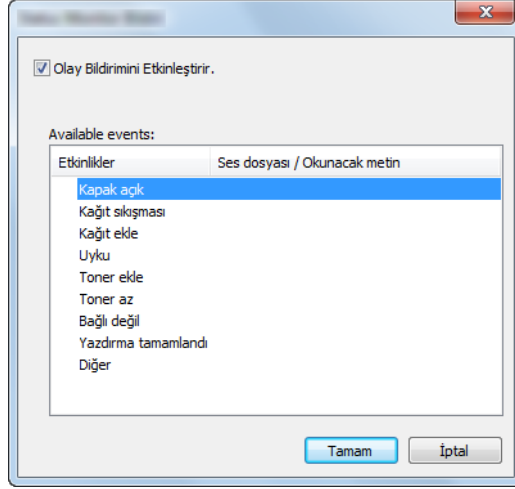 Olay Bildirimini Etkinleştirir.
Available events:
Etkinlikler Ses dosyası / Okunacak metin
Kapak açık
Kağıt sıkışması
Kağıt ekle
Uyku
Toner ekle
Toner az
Bağlı değil
Yazdırma tamamlandı
Diğer
Tamam İptal